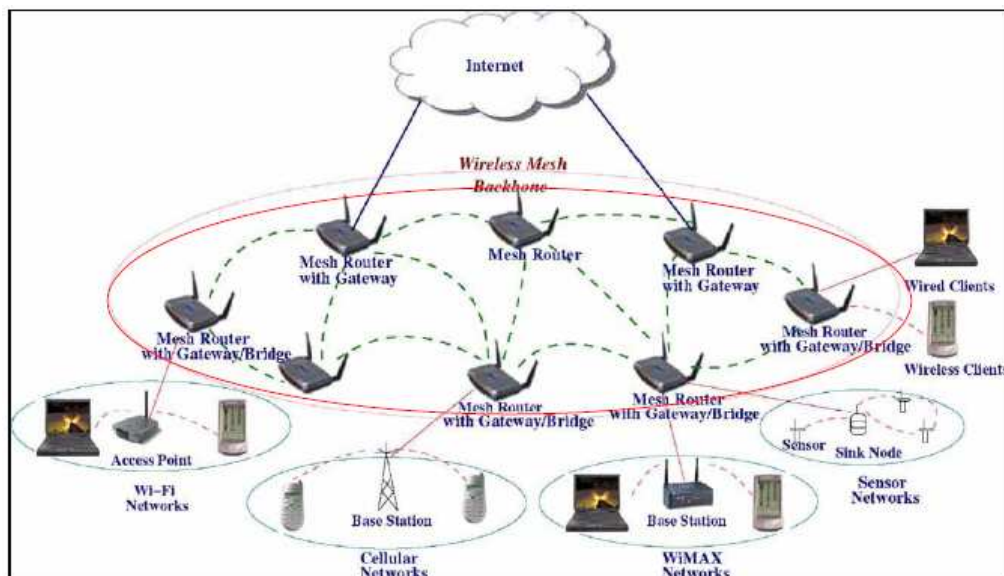 Internet
Wireless Mesh
Backbone
Mesh Router
with Gateway
Mesh Router
Mesh Router
with Gateway
Wired Clients
Mesh Router
with Gateway/Bridge
Mesh Router
with Gateway/Bridge
Wireless Clients
Mesh Router
with Gateway/Bridge
Mesh Router
with Gateway/Bridge
Access Point
Wi-Fi
Networks
Base Station
Cellular
Networks
Base Station
WiMAX
Networks
Sensor
Sink Node
Sensor
Networks